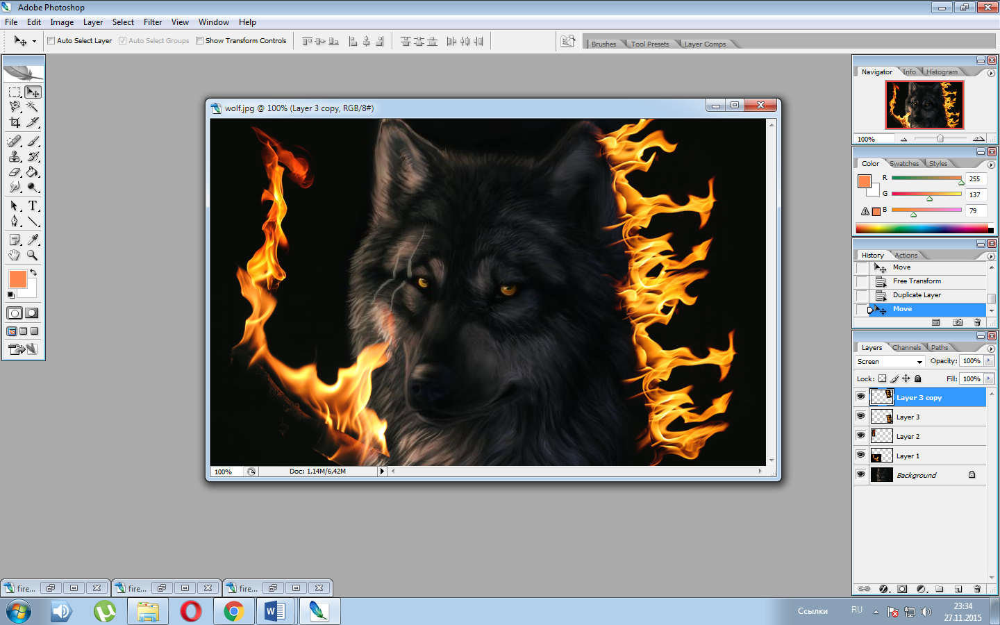 Adobe Photoshop
File Edit Image Layer Select Filter View Window Help
Auto Select Layer Auto Select Groups Show Transform Controls
Brushes Tool Presets Layer Comps
Navigator Info Histogram
100%
Color Swatches Styles
R 255
G 137
B 79
History Actions
Move
Free Transform
Duplicate Layer
Move
Layers Channels Paths
Screen Opacity: 100%
Lock: Fill: 100%
Layer 3 copy
Layer 3
Layer 2
Layer 1
Background
wolf.jpg @ 100% (Layer 3 copy, RGB/8#)
100% Doc: 1,14M/6,42M
fire... fire... fire...
Ссылки RU 23:34
27.11.2015